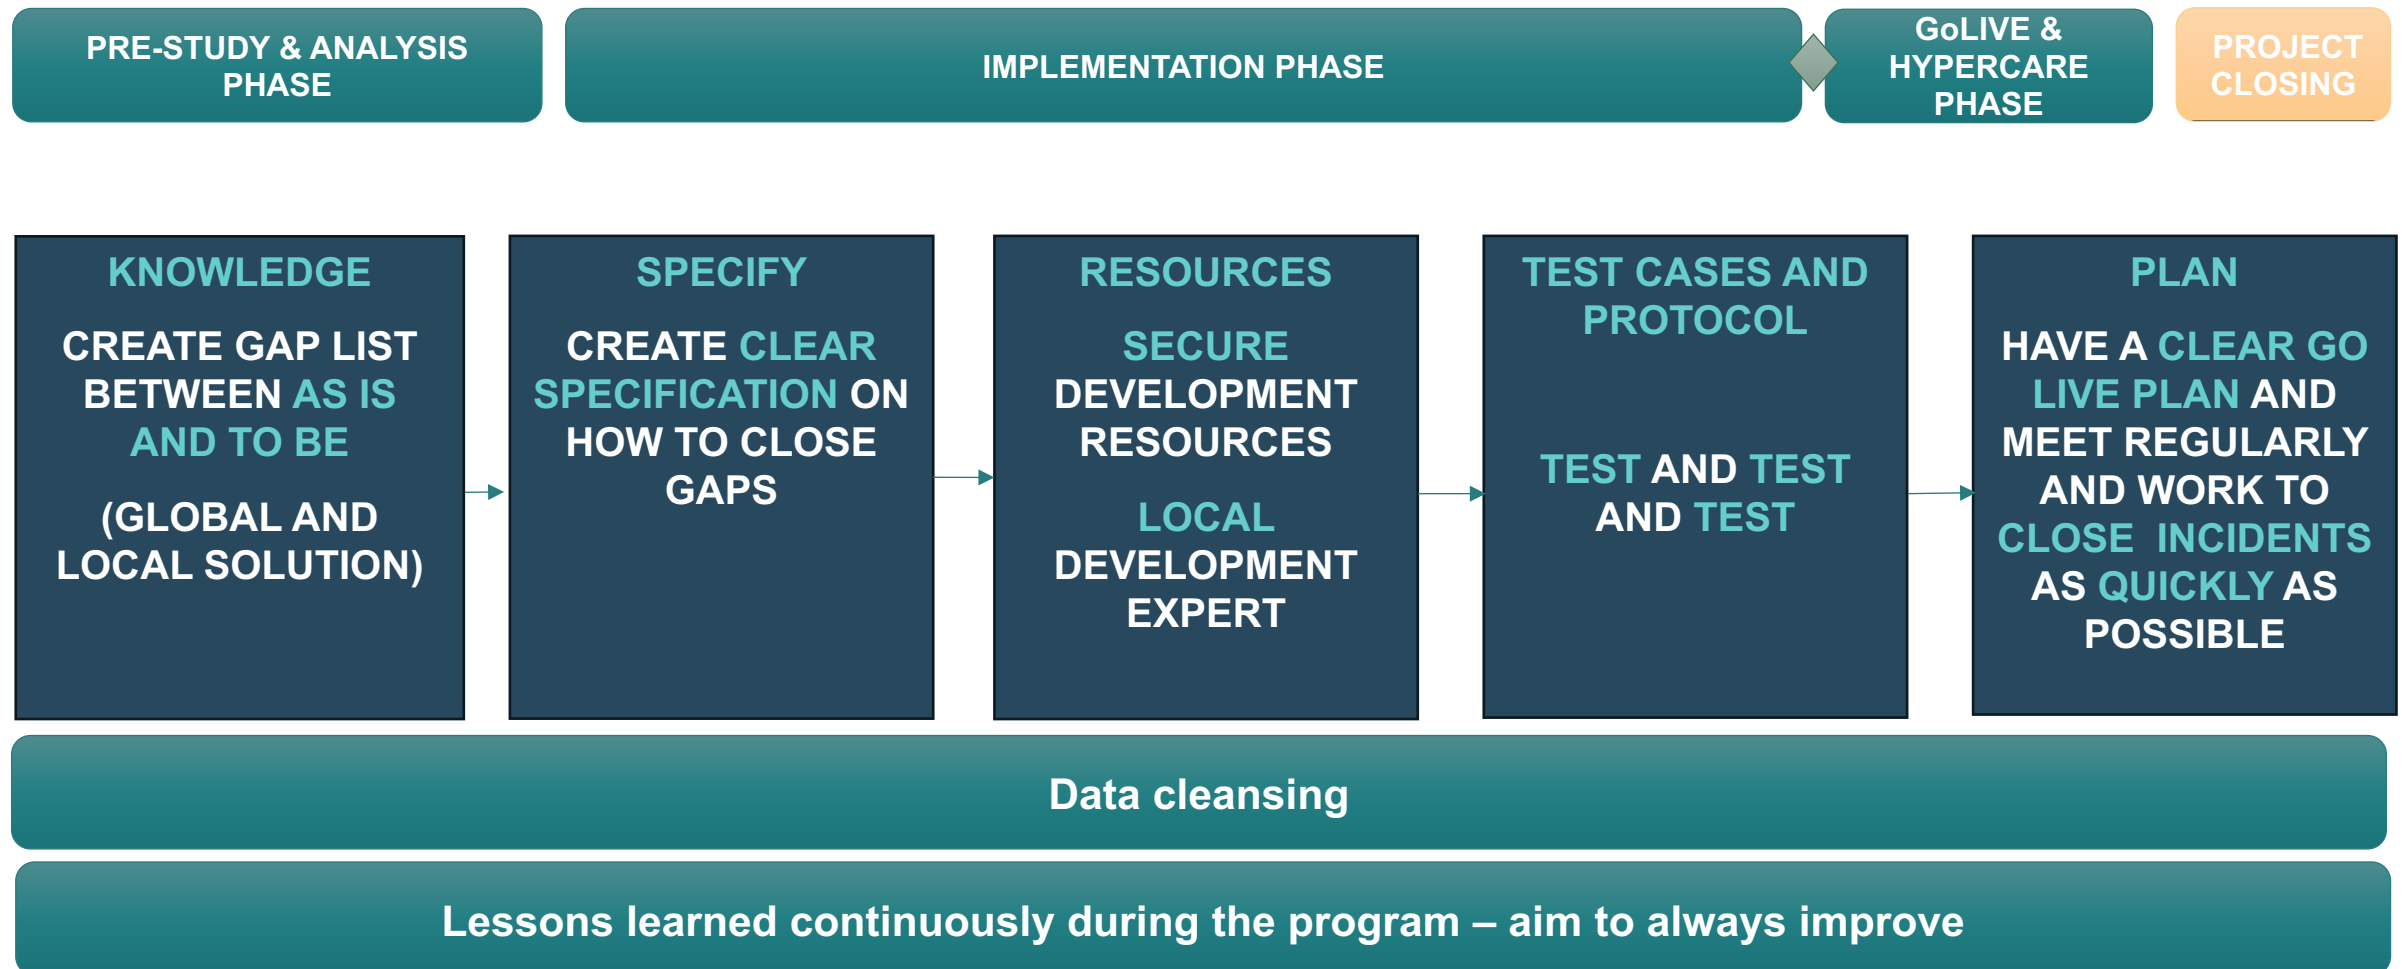 PRE-STUDY & ANALYSIS
PHASE
IMPLEMENTATION PHASE
GoLIVE &
HYPERCARE
PHASE
PROJECT
CLOSING
KNOWLEDGE
CREATE GAP LIST
BETWEEN AS IS
AND TO BE
(GLOBAL AND
LOCAL SOLUTION)
SPECIFY
CREATE CLEAR
SPECIFICATION ON
HOW TO CLOSE
GAPS
RESOURCES
SECURE
DEVELOPMENT
RESOURCES
LOCAL
DEVELOPMENT
EXPERT
TEST CASES AND
PROTOCOL
TEST AND TEST
AND TEST
PLAN
HAVE A CLEAR GO
LIVE PLAN AND
MEET REGULARLY
AND WORK TO
CLOSE INCIDENTS
AS QUICKLY AS
POSSIBLE
Data cleansing
Lessons learned continuously during the program – aim to always improve